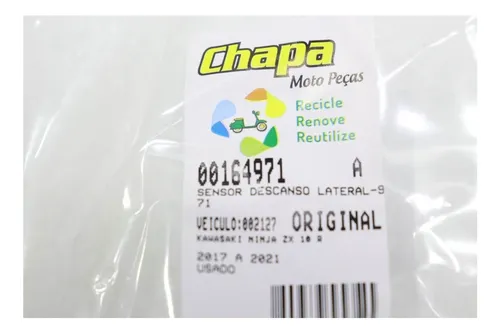 Chapa
Moto Peças
Recicle
Renove
Reutilize
00164971 A
SENSOR DESCANSO LATERAL-9
71
VEICULO:002127 ORIGINAL
KAWASAKI NINJA ZX 10 R
2017 A 2021
USADO